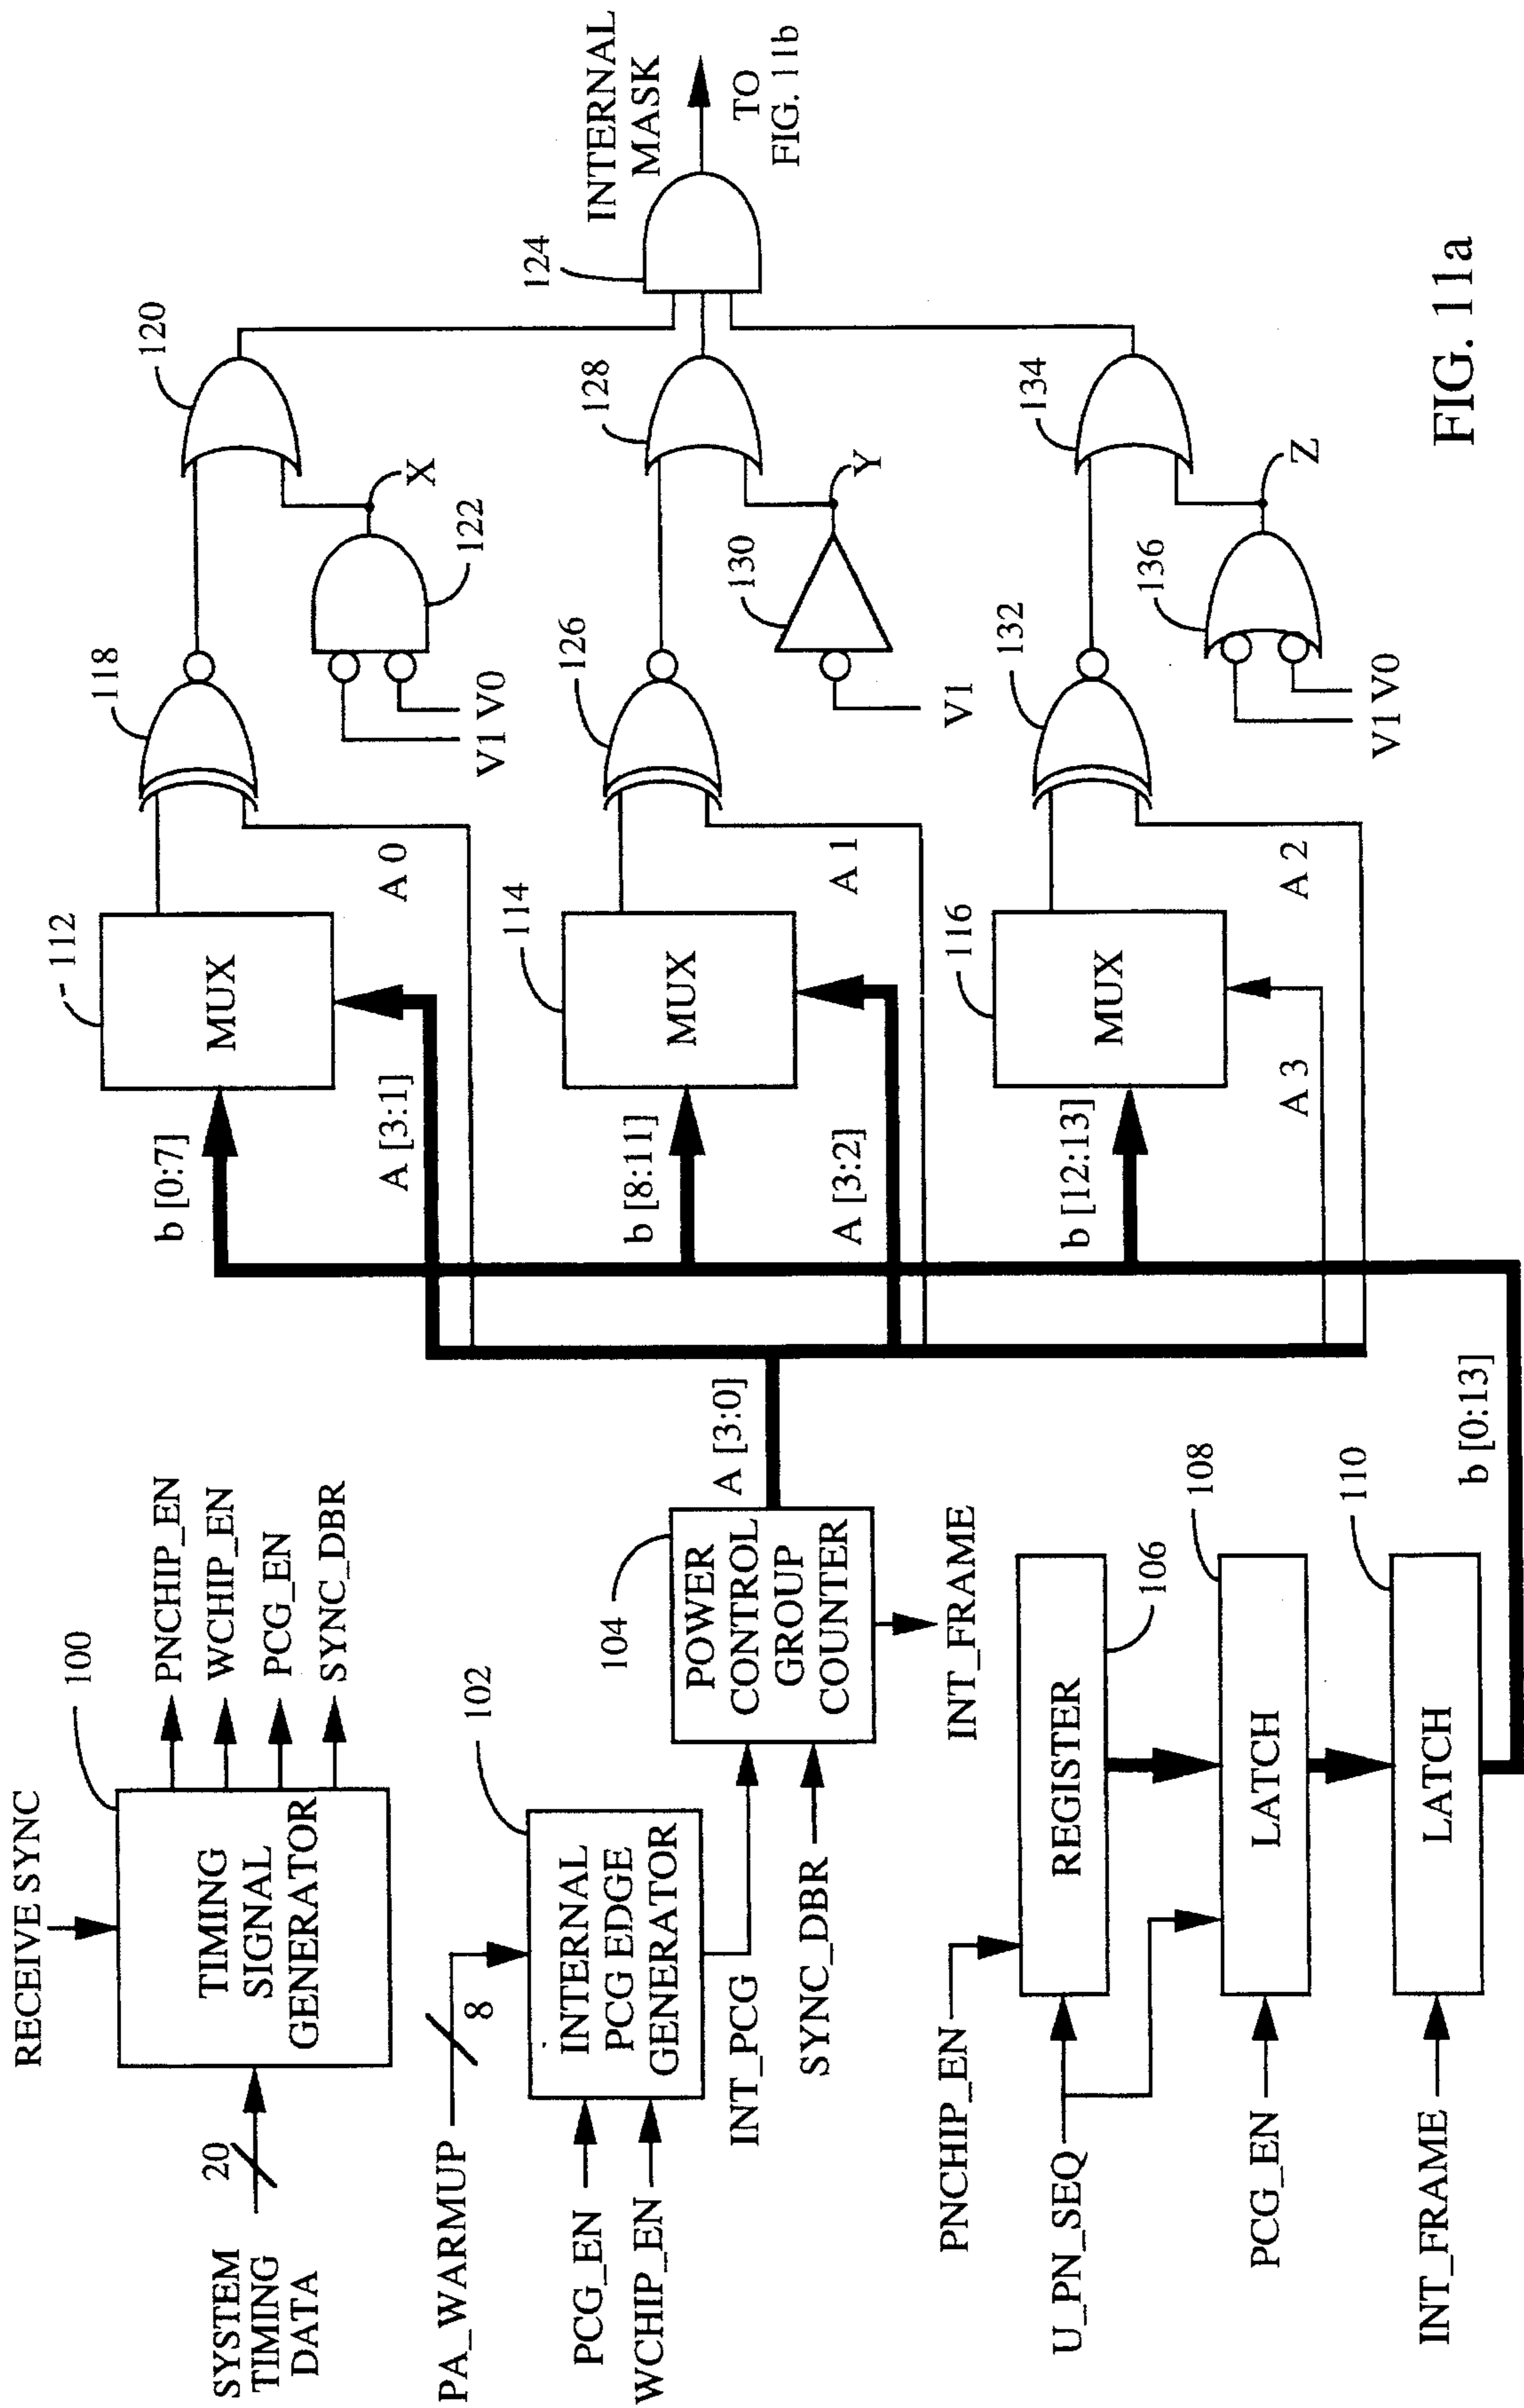 RECEIVE SYNC
SYSTEM
TIMING
DATA
20
TIMING
SIGNAL
GENERATOR
100
PNCHIP_EN
WCHIP_EN
PCG_EN
SYNC_DBR
PA_WARMUP
8
PCG_EN
WCHIP_EN
INTERNAL
PCG EDGE
GENERATOR
102
INT_PCG
SYNC_DBR
POWER
CONTROL
GROUP
COUNTER
104
INT_FRAME
A [3:0]
PNCHIP_EN
U_PN_SEQ
PCG_EN
INT_FRAME
REGISTER
106
LATCH
108
LATCH
110
b [0:13]
b [0:7]
A [3:1]
MUX
112
A 0
118
V1 V0
122
X
120
b [8:11]
A [3:2]
MUX
114
A 1
126
V1
130
Y
128
b [12:13]
A 3
MUX
116
A 2
132
V1 V0
136
Z
134
124
INTERNAL
MASK
TO
FIG. 11b
FIG. 11a